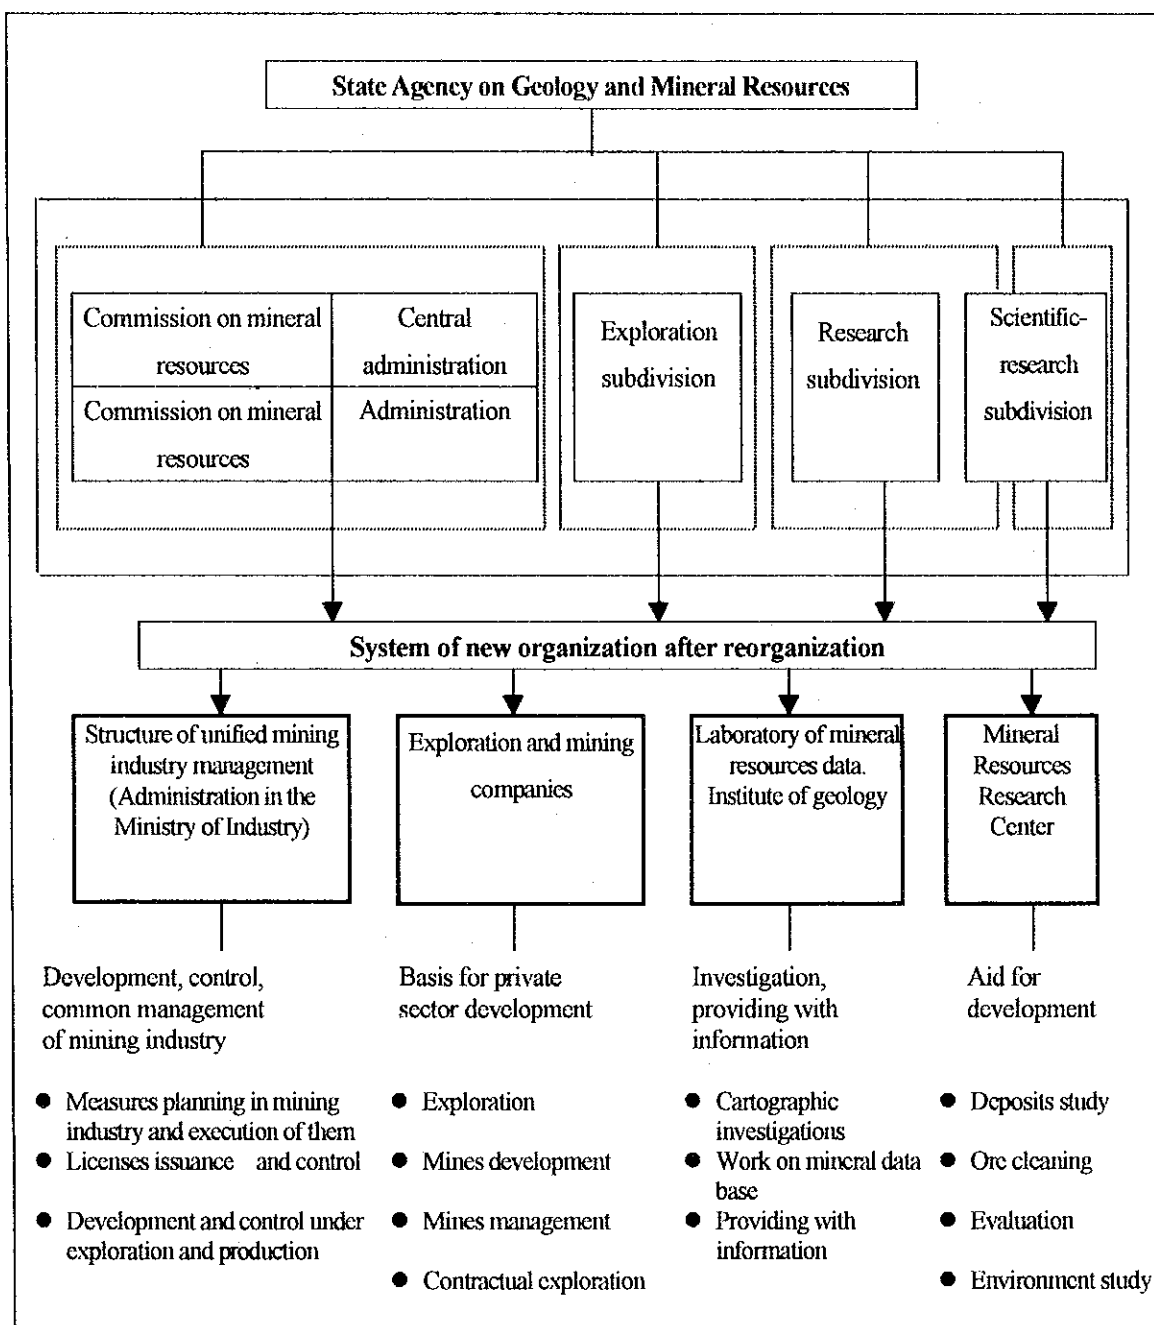 State Agency on Geology and Mineral Resources
Commission on mineral
resources
Central
administration
Commission on mineral
resources
Administration
Exploration
subdivision
Research
subdivision
Scientific-
research
subdivision
System of new organization after reorganization
Structure of unified mining
industry management
(Administration in the
Ministry of Industry)
Exploration and mining
companies
Laboratory of mineral
resources data.
Institute of geology
Mineral
Resources
Research
Center
Development, control,
common management
of mining industry
Basis for private
sector development
Investigation,
providing with
information
Aid for
development
● Measures planning in mining
industry and execution of them
● Licenses issuance and control
● Development and control under
exploration and production
● Exploration
● Mines development
● Mines management
● Contractual exploration
● Cartographic
investigations
● Work on mineral data
base
● Providing with
information
● Deposits study
● Ore cleaning
● Evaluation
● Environment study